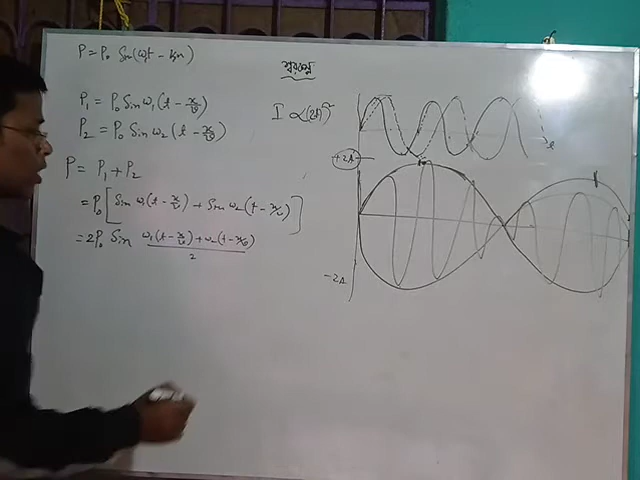 P = P₀ Sin(ωt - kx)
স্বরকম্প
P₁ = P₀ Sin ω₁ (t - x/v)
I ∝ (2A)²
P₂ = P₀ Sin ω₂ (t - x/v)
P = P₁ + P₂
= P₀ [Sin ω₁ (t - x/v) + Sin ω₂ (t - x/v)]
= 2P₀ Sin (ω₁(t - x/v) + ω₂(t - x/v))/2
+2A
t
-2A